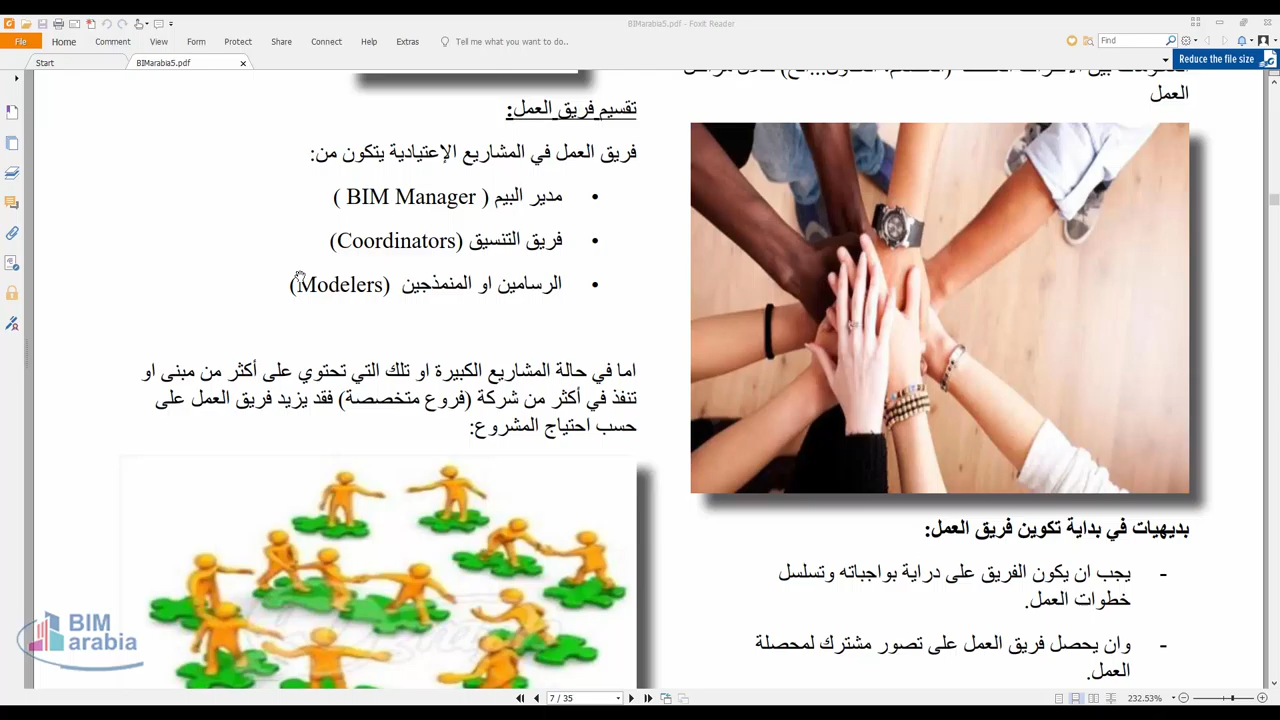 BIMarabia5.pdf - Foxit Reader
File Home Comment View Form Protect Share Connect Help Extras Tell me what you want to do.. Find
Start BIMarabia5.pdf Reduce the file size
العمل
بديهيات في بداية تكوين فريق العمل:
- يجب ان يكون الفريق على دراية بواجباته وتسلسل
خطوات العمل.
- وان يحصل فريق العمل على تصور مشترك لمحصلة
العمل.
تقسيم فريق العمل:
فريق العمل في المشاريع الإعتيادية يتكون من:
• مدير البيم ( BIM Manager )
• فريق التنسيق (Coordinators)
• الرسامين او المنمذجين (Modelers)
اما في حالة المشاريع الكبيرة او تلك التي تحتوي على أكثر من مبنى او
تنفذ في أكثر من شركة (فروع متخصصة) فقد يزيد فريق العمل على
حسب احتياج المشروع:
BIM
arabia
7 / 35 232.53%